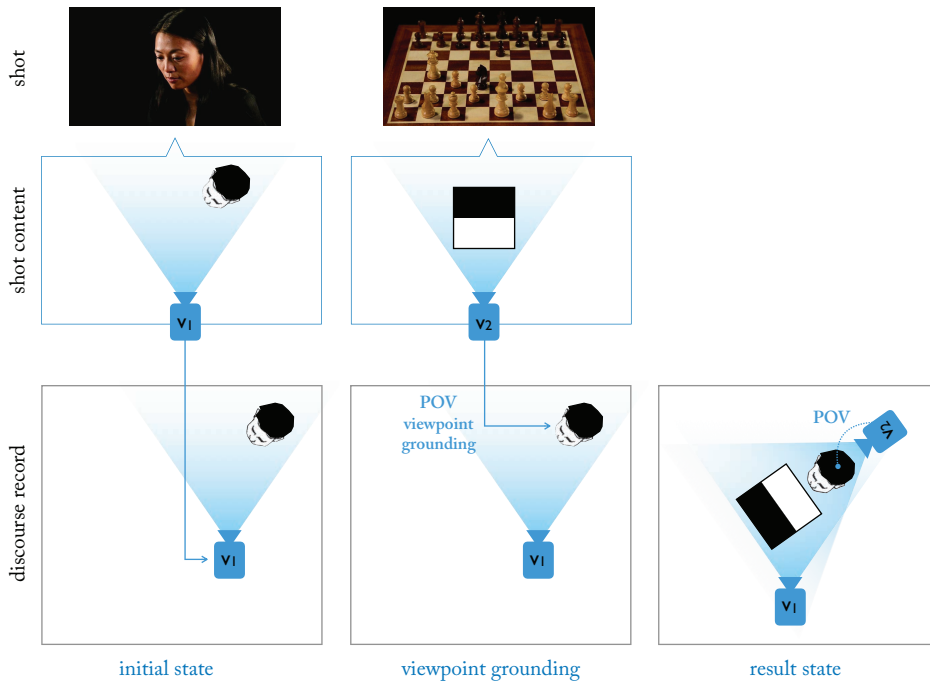 shot
shot content
V1
V2
discourse record
V1
POV
viewpoint
grounding
V1
POV
V2
V1
initial state
viewpoint grounding
result state